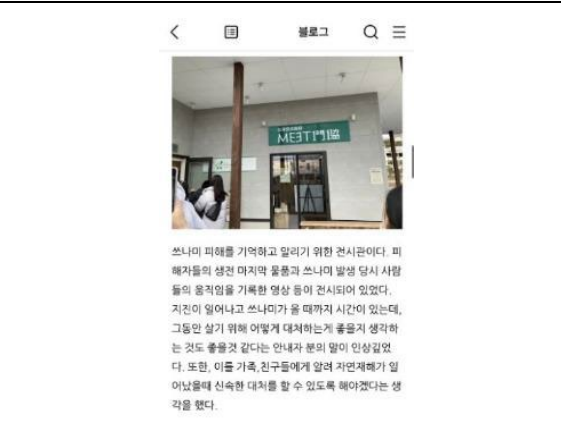 블로그
MEET门脇
쓰나미 피해를 기억하고 알리기 위한 전시관이다. 피
해자들의 생전 마지막 물품과 쓰나미 발생 당시 사람
들의 움직임을 기록한 영상 등이 전시되어 있었다.
지진이 일어나고 쓰나미가 올 때까지 시간이 있는데,
그동안 살기 위해 어떻게 대처하는게 좋을지 생각하
는 것도 좋을것 같다는 안내자 분의 말이 인상깊었
다. 또한, 이를 가족,친구들에게 알려 자연재해가 일
어났을때 신속한 대처를 할 수 있도록 해야겠다는 생
각을 했다.